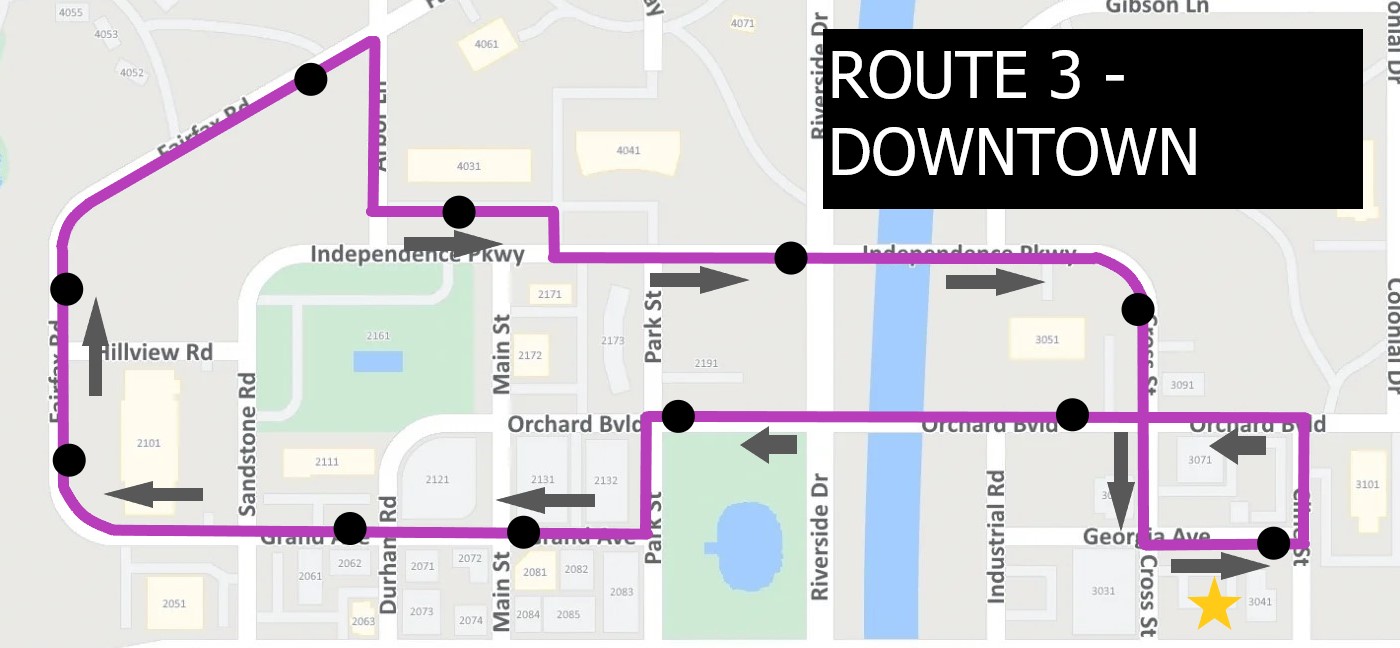 ROUTE 3 -
DOWNTOWN
Gibson Ln
4055
4053
4052
4061
4071
Riverside Dr
Fairfax Rd
Arbor Ln
4031
4041
Independence Pkwy
Independence Pkwy
2171
2161
2173
2172
2191
Park St
Main St
3051
Cross St
3091
Colonial Dr
Hillview Rd
Fairfax Rd
Sandstone Rd
Orchard Bvld
Orchard Bvld
Orchard Bvld
2101
2111
2121
2131
2132
3071
3101
Durham Rd
Park St
Riverside Dr
Industrial Rd
Grand Ave
Grand Ave
Georgia Ave
2061
2062
2071
2072
2081
2082
2083
2051
2063
2073
2074
2084
2085
Main St
3031
Cross St
3041